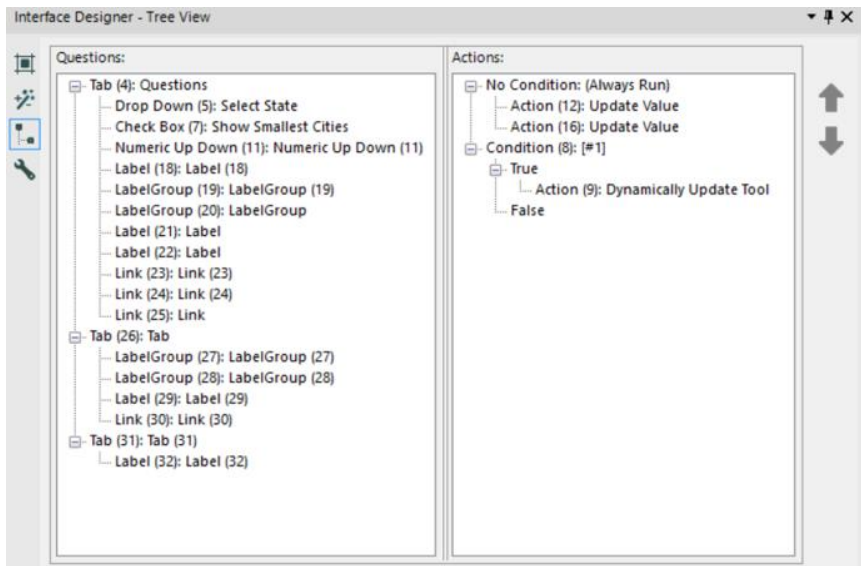 Interface Designer - Tree View
Questions:
Tab (4): Questions
Drop Down (5): Select State
Check Box (7): Show Smallest Cities
Numeric Up Down (11): Numeric Up Down (11)
Label (18): Label (18)
LabelGroup (19): LabelGroup (19)
LabelGroup (20): LabelGroup
Label (21): Label
Label (22): Label
Link (23): Link (23)
Link (24): Link (24)
Link (25): Link
Tab (26): Tab
LabelGroup (27): LabelGroup (27)
LabelGroup (28): LabelGroup (28)
Label (29): Label (29)
Link (30): Link (30)
Tab (31): Tab (31)
Label (32): Label (32)
Actions:
No Condition: (Always Run)
Action (12): Update Value
Action (16): Update Value
Condition (8): [#1]
True
Action (9): Dynamically Update Tool
False